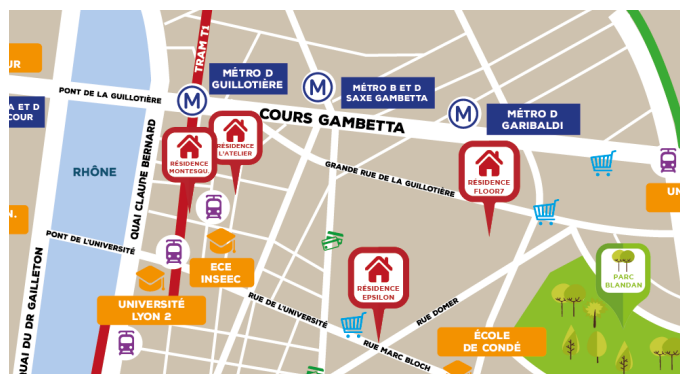 UR
TRAM T1
MÉTRO D
GUILLOTIÈRE
M
M
MÉTRO B ET D
SAXE GAMBETTA
PONT DE LA GUILLOTIÈRE
A ET D
COUR
COURS GAMBETTA
M
MÉTRO D
GARIBALDI
RÉSIDENCE
MONTESQU.
RÉSIDENCE
L'ATELIER
RHÔNE
QUAI CLAUDE BERNARD
GRANDE RUE DE LA GUILLOTIÈRE
RÉSIDENCE
FLOOR7
UN
N.
PONT DE L'UNIVERSITÉ
ECE
INSEEC
PARC
BLANDAN
RÉSIDENCE
EPSILON
UNIVERSITÉ
LYON 2
RUE DE L'UNIVERSITÉ
RUE DOMER
QUAI DU DR GAILLETON
RUE MARC BLOCH
ÉCOLE
DE CONDÉ